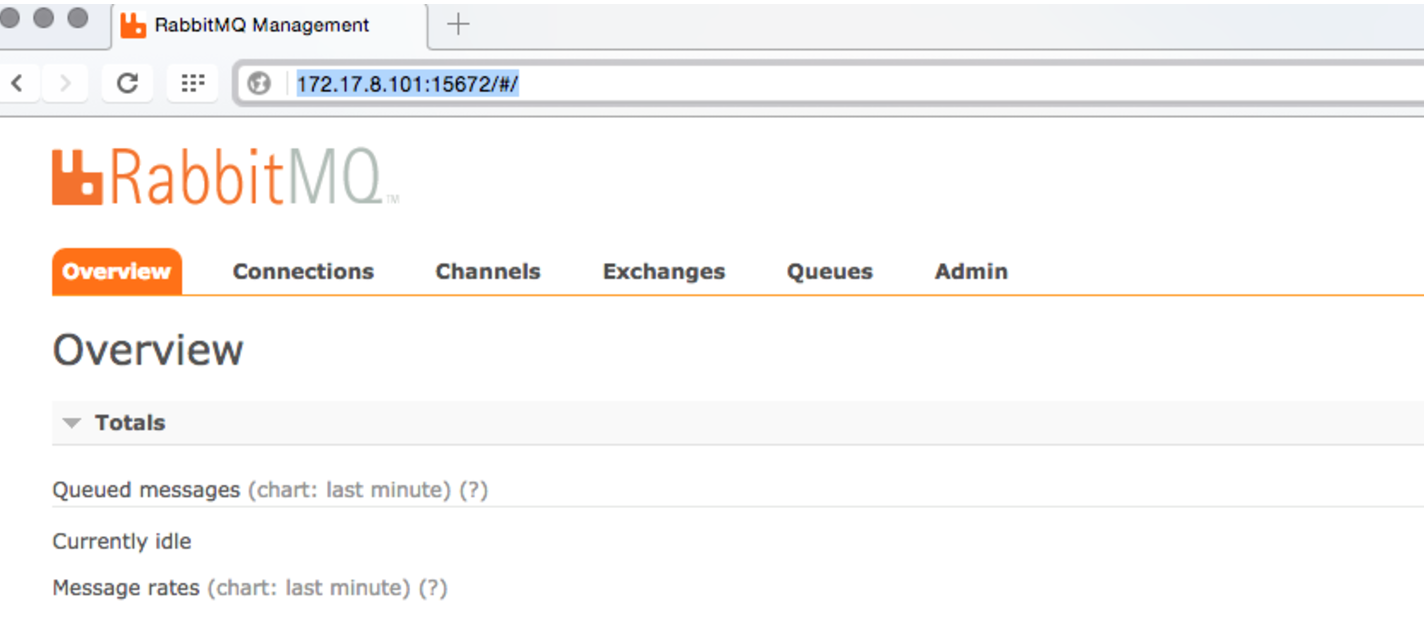 RabbitMQ Management
172.17.8.101:15672/#/
RabbitMQ™
Overview Connections Channels Exchanges Queues Admin
Overview
Totals
Queued messages (chart: last minute) (?)
Currently idle
Message rates (chart: last minute) (?)